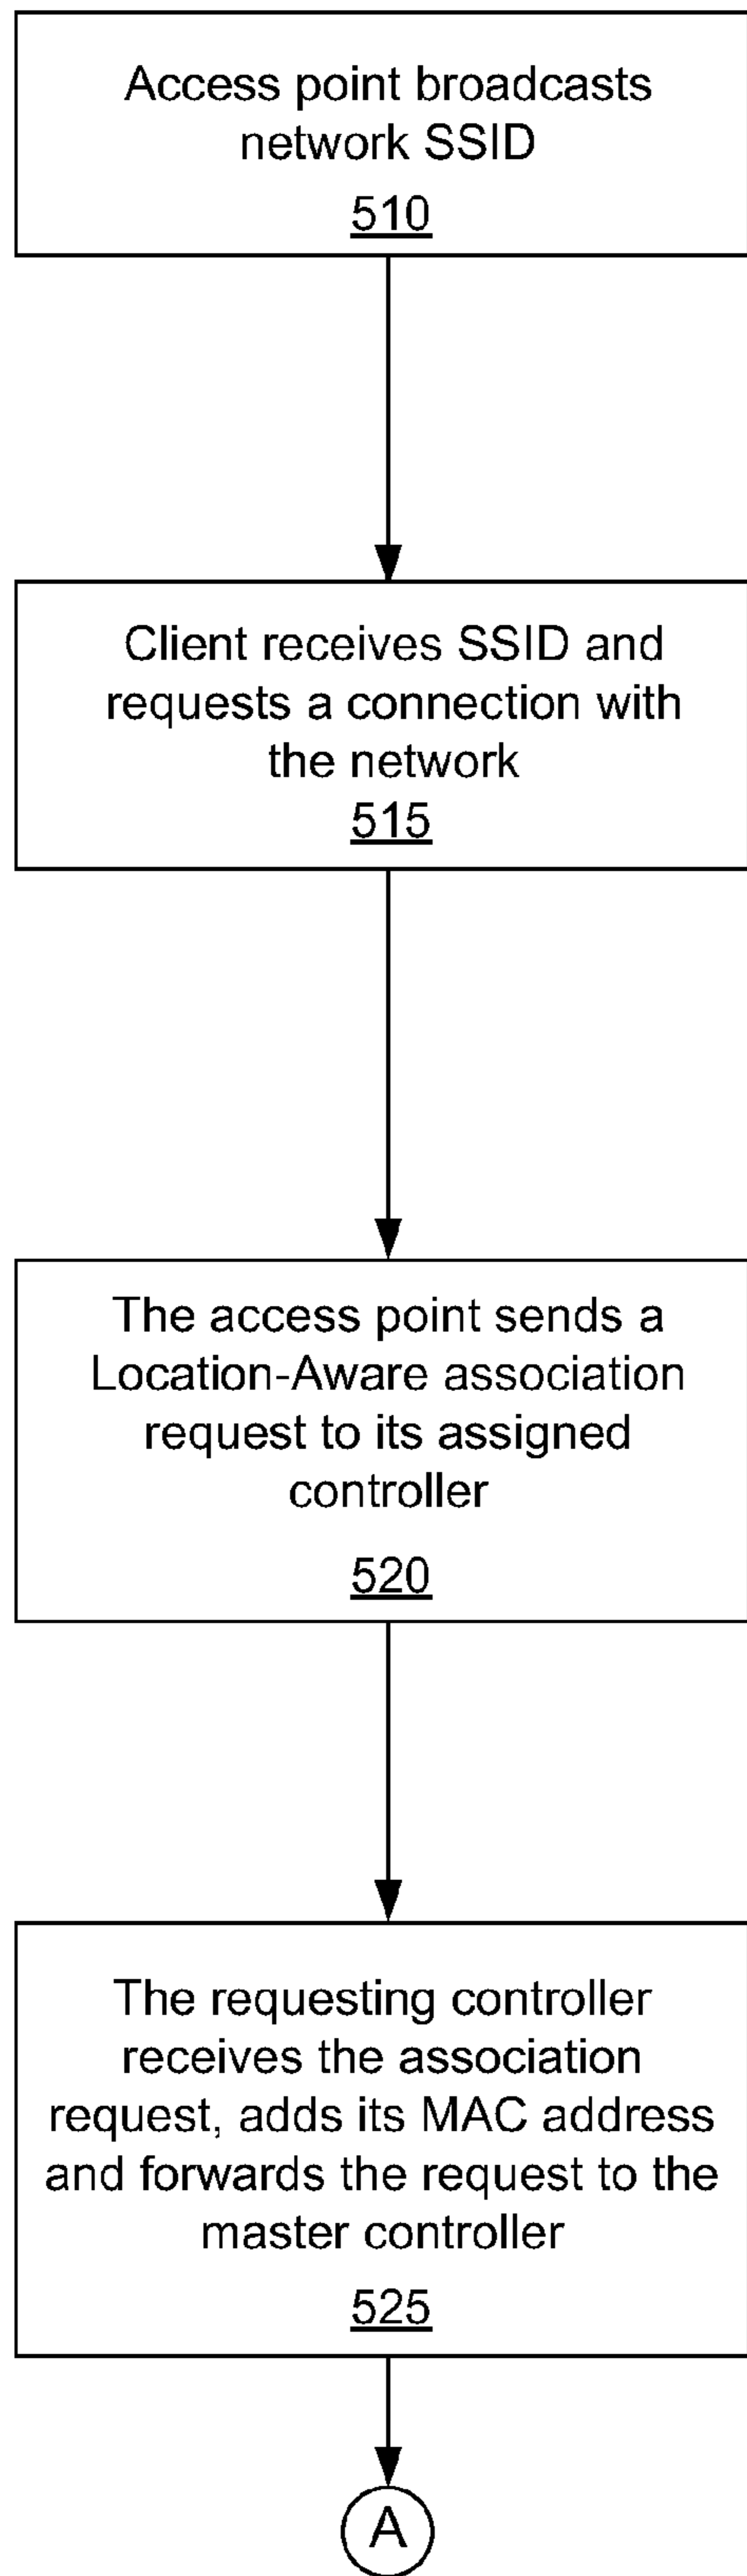 Access point broadcasts
network SSID
510
Client receives SSID and
requests a connection with
the network
515
The access point sends a
Location-Aware association
request to its assigned
controller
520
The requesting controller
receives the association
request, adds its MAC address
and forwards the request to the
master controller
525
A